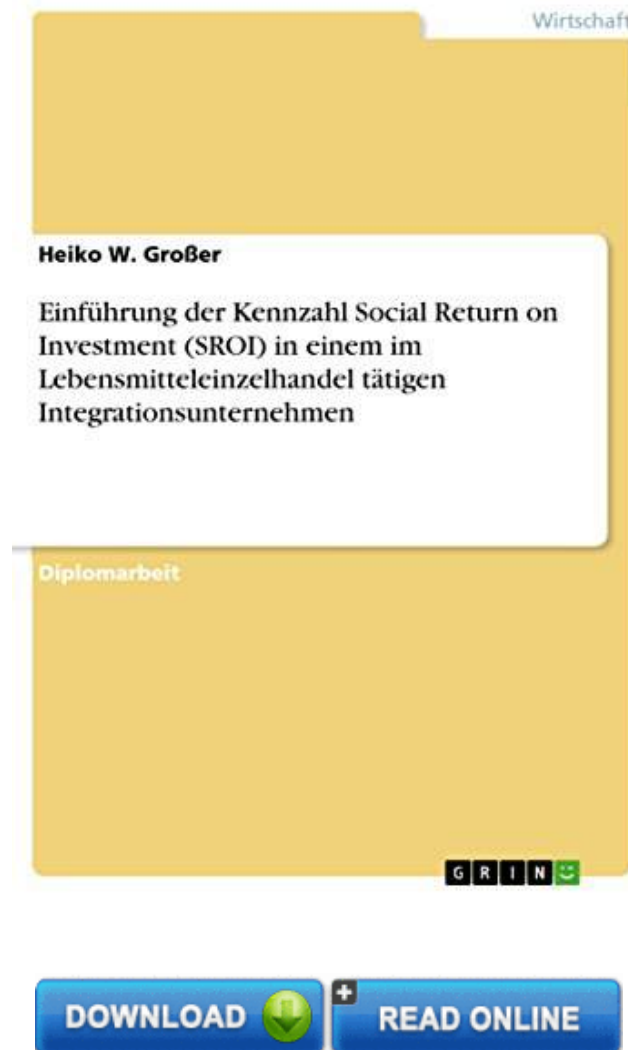 Wirtschaft
Heiko W. Großer
Einführung der Kennzahl Social Return on
Investment (SROI) in einem im
Lebensmitteleinzelhandel tätigen
Integrationsunternehmen
Diplomarbeit
GRIN
DOWNLOAD
READ ONLINE